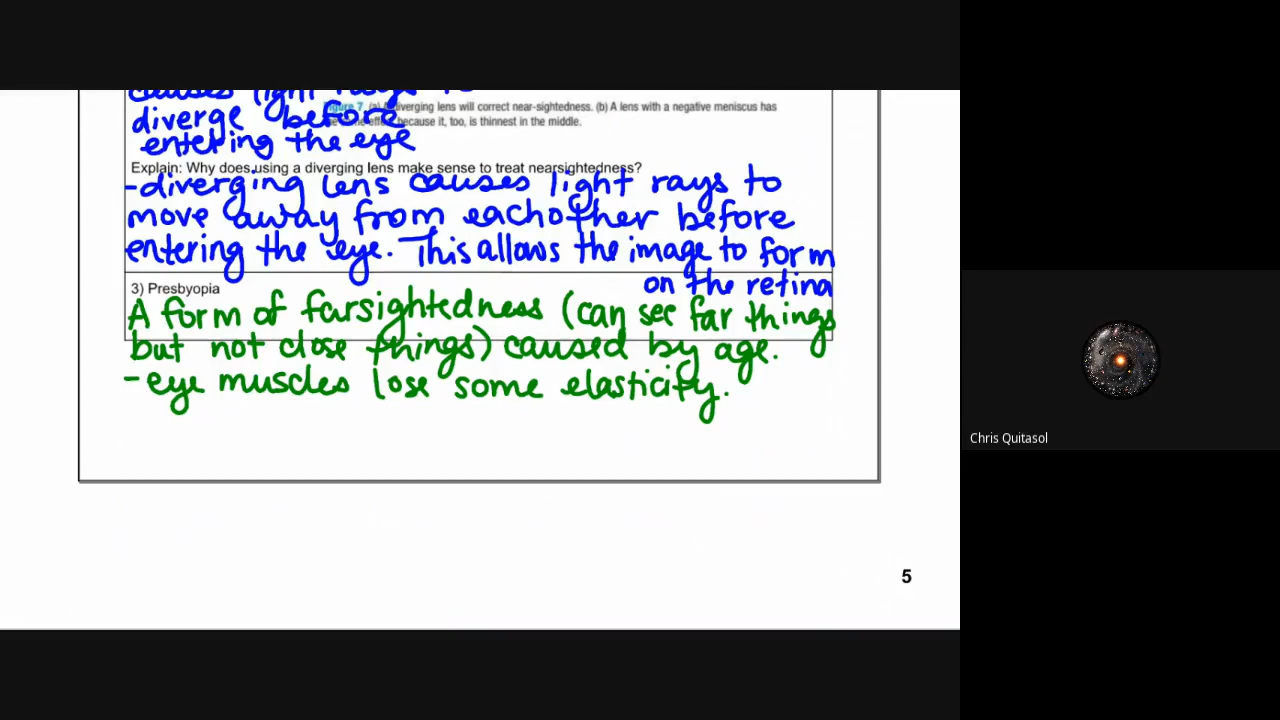 causes light rays to
diverge before
entering the eye
Figure 7 (a) A diverging lens will correct near-sightedness. (b) A lens with a negative meniscus has
because it, too, is thinnest in the middle.
Explain: Why does using a diverging lens make sense to treat nearsightedness?
-diverging lens causes light rays to
move away from eachother before
entering the eye. This allows the image to form
on the retina
3) Presbyopia
A form of farsightedness (can see far things
but not close things) caused by age.
-eye muscles lose some elasticity.
5
Chris Quitasol